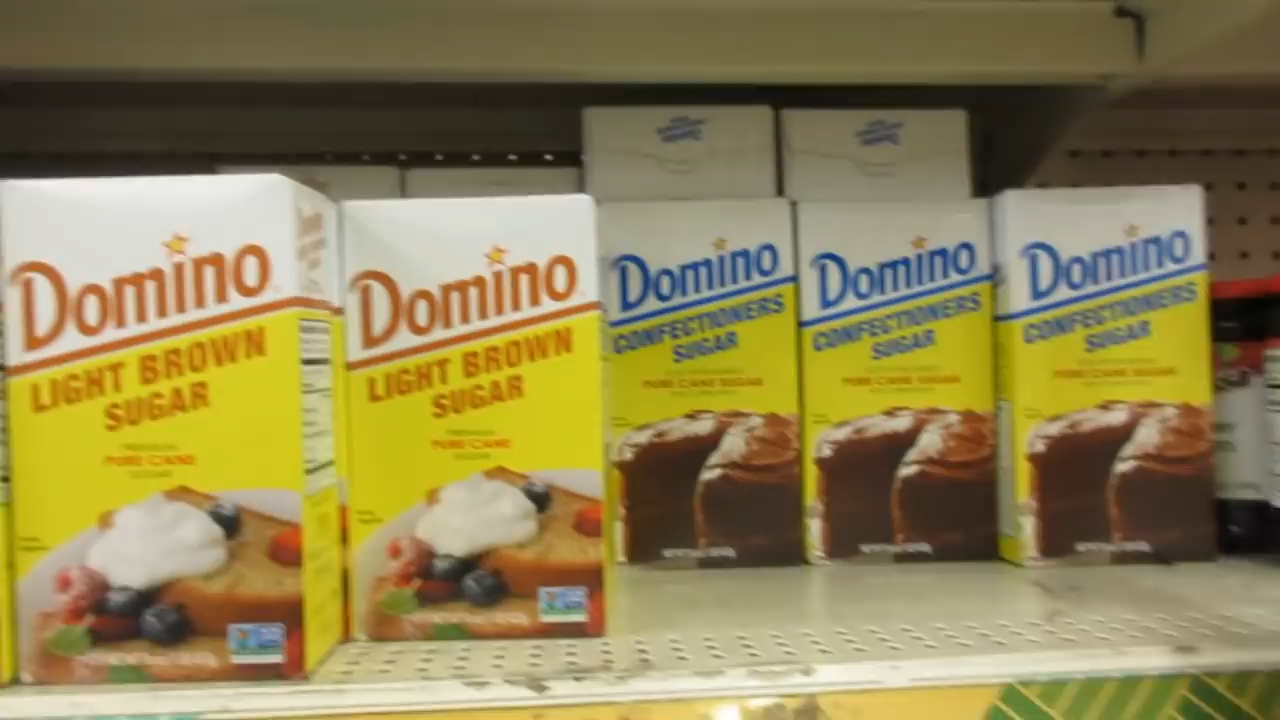 Domino
LIGHT BROWN
SUGAR
PURE CANE
Domino
LIGHT BROWN
SUGAR
PURE CANE
Domino
CONFECTIONERS
SUGAR
PURE CANE SUGAR
Domino
CONFECTIONERS
SUGAR
PURE CANE SUGAR
Domino
CONFECTIONERS
SUGAR
PURE CANE SUGAR